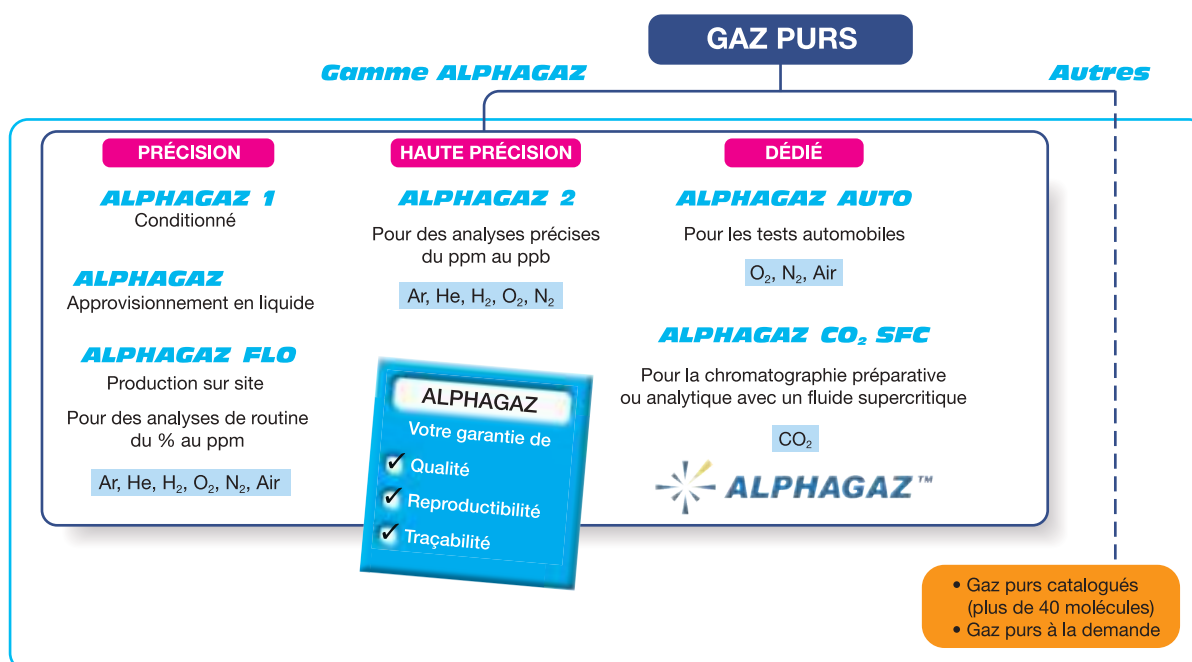 GAZ PURS
Gamme ALPHAGAZ
Autres
PRÉCISION
ALPHAGAZ 1
Conditionné
ALPHAGAZ
Approvisionnement en liquide
ALPHAGAZ FLO
Production sur site
Pour des analyses de routine
du % au ppm
Ar, He, H₂, O₂, N₂, Air
HAUTE PRÉCISION
ALPHAGAZ 2
Pour des analyses précises
du ppm au ppb
Ar, He, H₂, O₂, N₂
ALPHAGAZ
Votre garantie de
✓ Qualité
✓ Reproductibilité
✓ Traçabilité
DÉDIÉ
ALPHAGAZ AUTO
Pour les tests automobiles
O₂, N₂, Air
ALPHAGAZ CO₂ SFC
Pour la chromatographie préparative
ou analytique avec un fluide supercritique
CO₂
ALPHAGAZ™
• Gaz purs catalogués
(plus de 40 molécules)
• Gaz purs à la demande